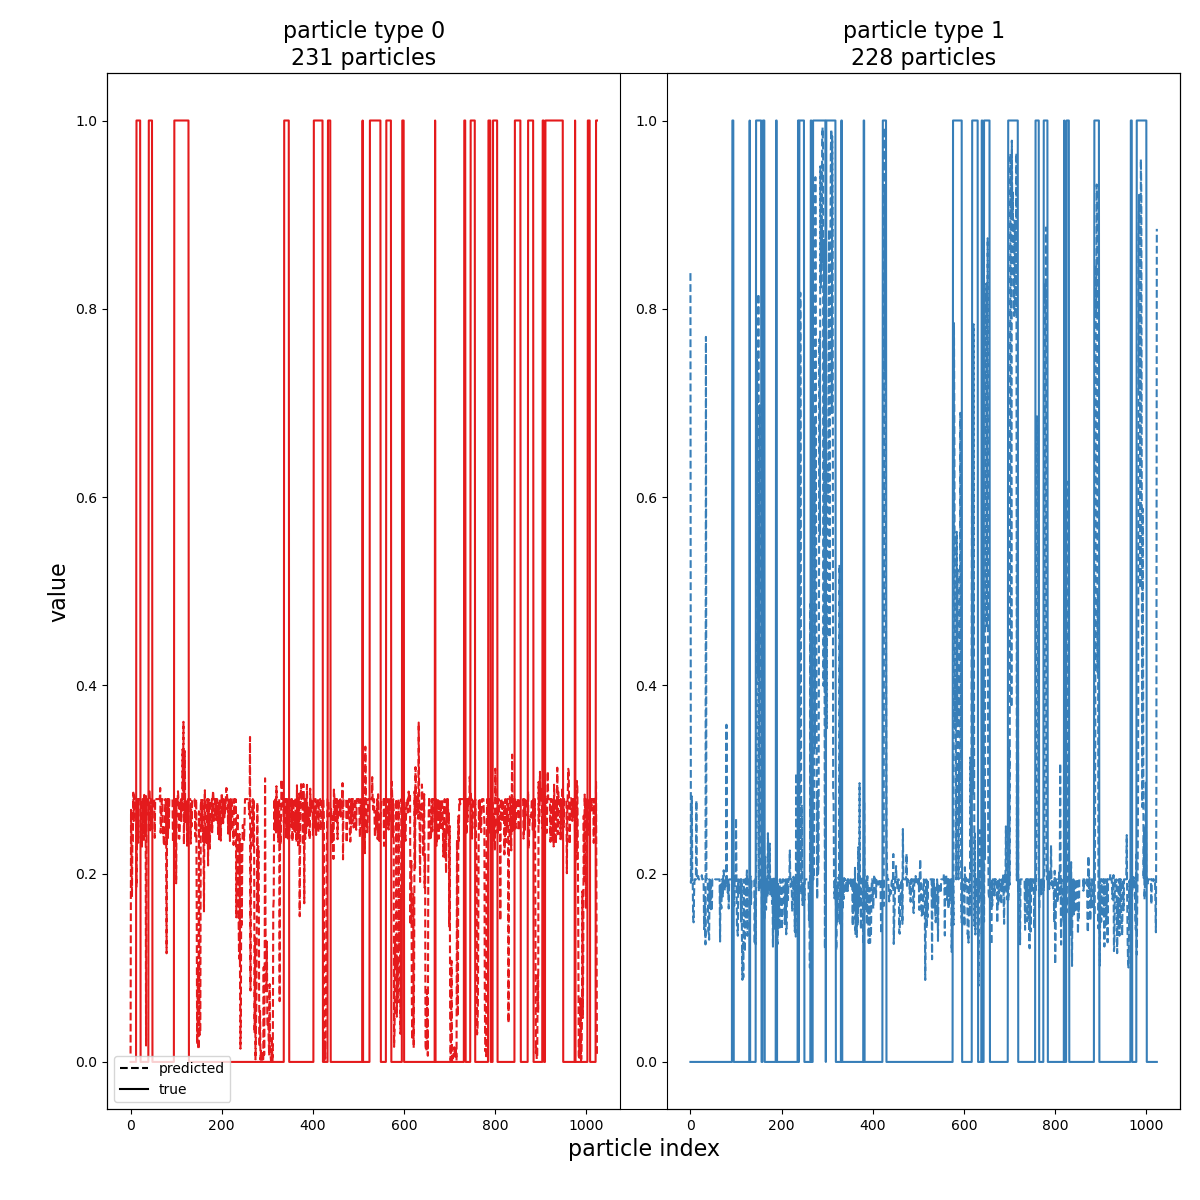 particle type 0
231 particles
particle type 1
228 particles
1.0
0.8
0.6
0.4
0.2
0.0
value
1.0
0.8
0.6
0.4
0.2
0.0
predicted
true
0 200 400 600 800 1000
0 200 400 600 800 1000
particle index